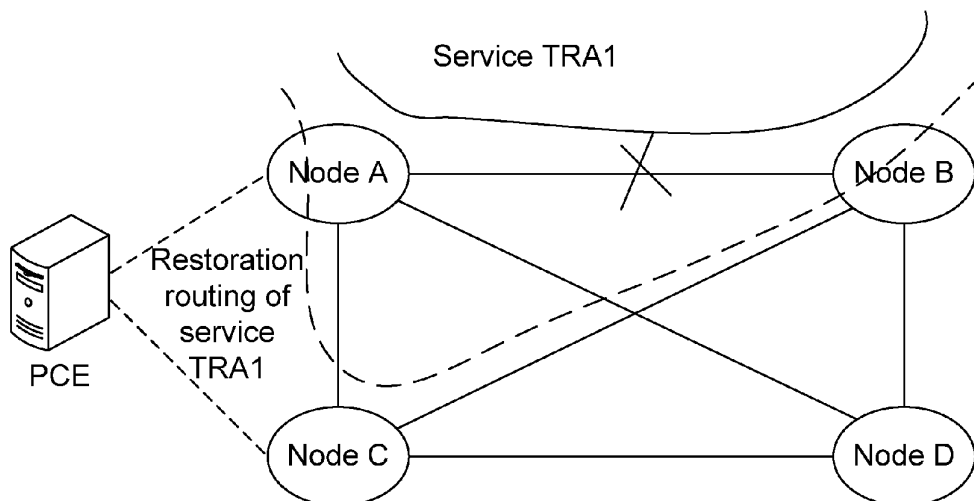 Service TRA1
Node A
Node B
Restoration
routing of
service
TRA1
PCE
Node C
Node D